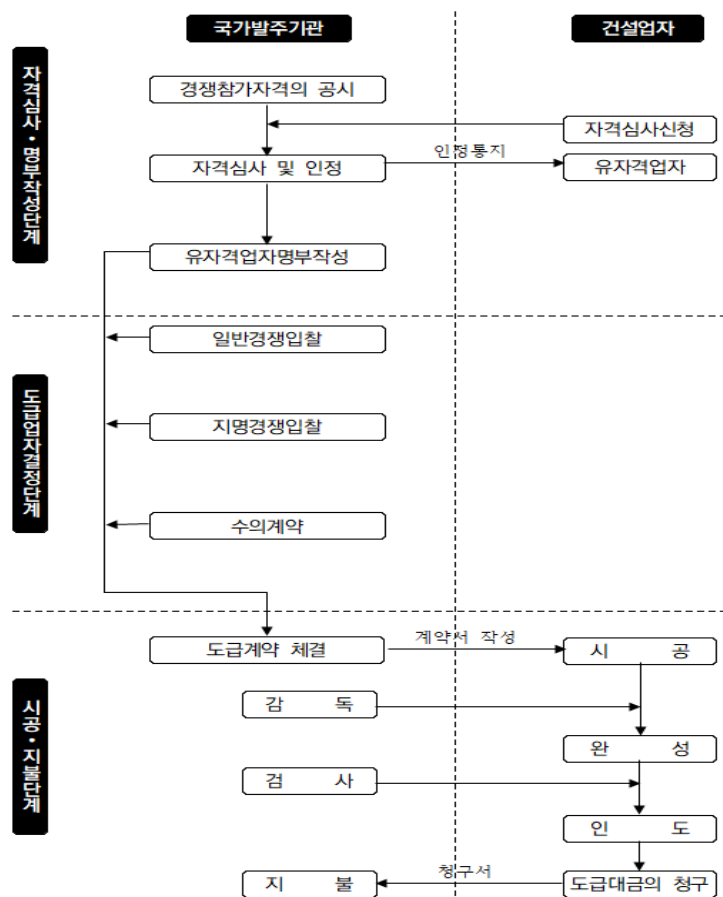 국가발주기관
건설업자
자격심사・명부작성단계
경쟁참가자격의 공시
자격심사신청
자격심사 및 인정
인정통지
유자격업자
유자격업자명부작성
도급업자결정단계
일반경쟁입찰
지명경쟁입찰
수의계약
시공・지불단계
도급계약 체결
계약서 작성
시 공
감 독
완 성
검 사
인 도
지 불
청구서
도급대금의 청구